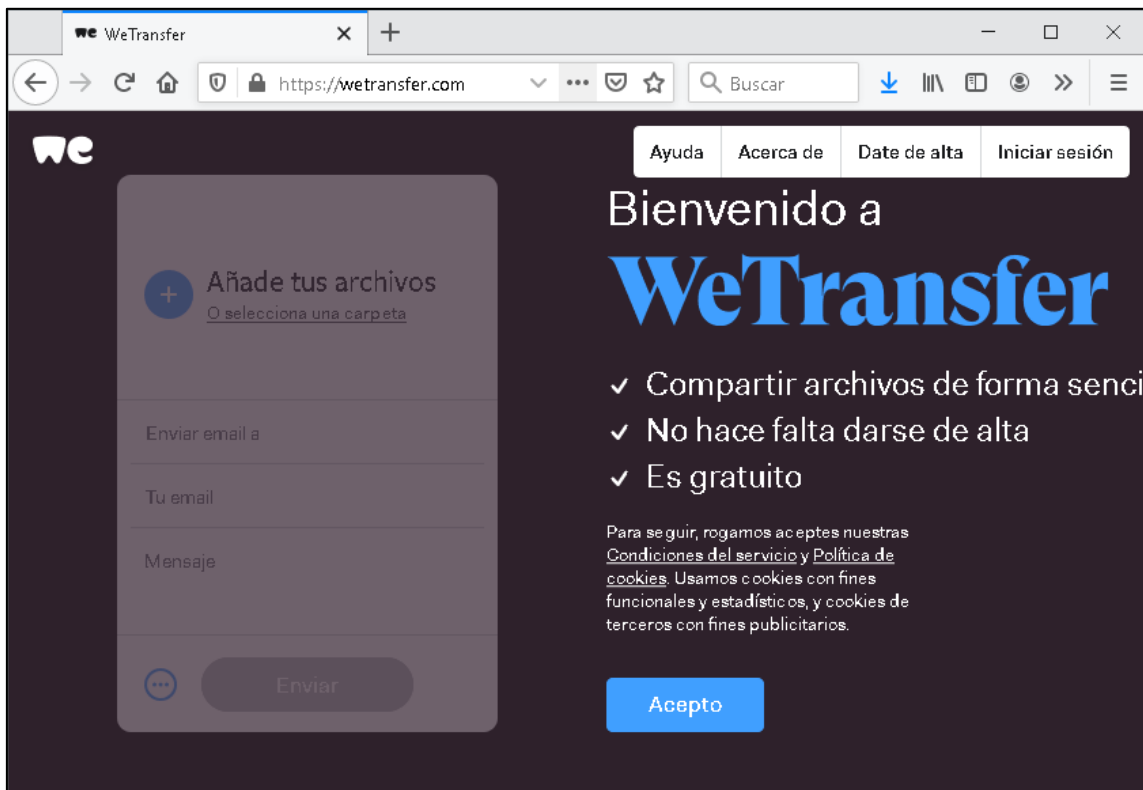 we WeTransfer
https://wetransfer.com
Buscar
we
Ayuda
Acerca de
Date de alta
Iniciar sesión
Añade tus archivos
O selecciona una carpeta
Enviar email a
Tu email
Mensaje
Enviar
Bienvenido a
WeTransfer
Compartir archivos de forma senci
No hace falta darse de alta
Es gratuito
Para seguir, rogamos aceptes nuestras
Condiciones del servicio y Política de
cookies. Usamos cookies con fines
funcionales y estadísticos, y cookies de
terceros con fines publicitarios.
Acepto